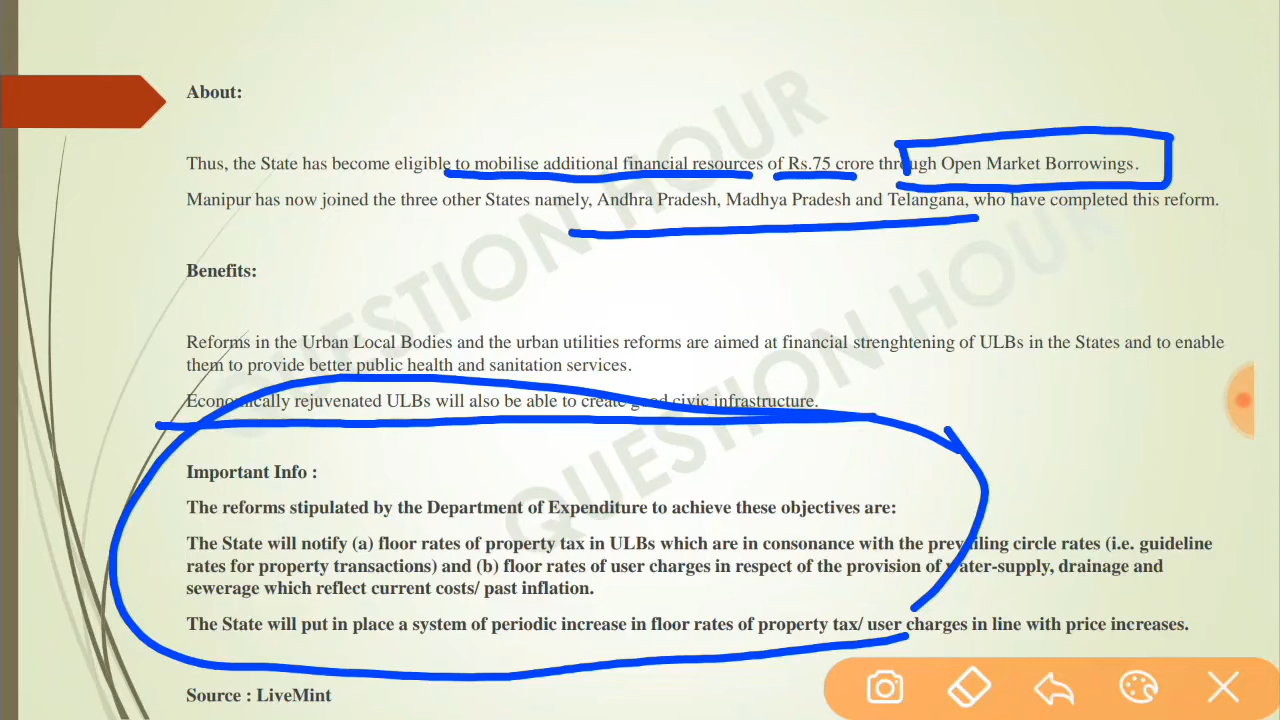 About:
Thus, the State has become eligible to mobilise additional financial resources of Rs.75 crore through Open Market Borrowings.
Manipur has now joined the three other States namely, Andhra Pradesh, Madhya Pradesh and Telangana, who have completed this reform.
Benefits:
Reforms in the Urban Local Bodies and the urban utilities reforms are aimed at financial strenghtening of ULBs in the States and to enable
them to provide better public health and sanitation services.
Economically rejuvenated ULBs will also be able to create good civic infrastructure.
Important Info :
The reforms stipulated by the Department of Expenditure to achieve these objectives are:
The State will notify (a) floor rates of property tax in ULBs which are in consonance with the prevailing circle rates (i.e. guideline
rates for property transactions) and (b) floor rates of user charges in respect of the provision of water-supply, drainage and
sewerage which reflect current costs/ past inflation.
The State will put in place a system of periodic increase in floor rates of property tax/ user charges in line with price increases.
Source : LiveMint
QUESTION HOUR
QUESTION HOUR